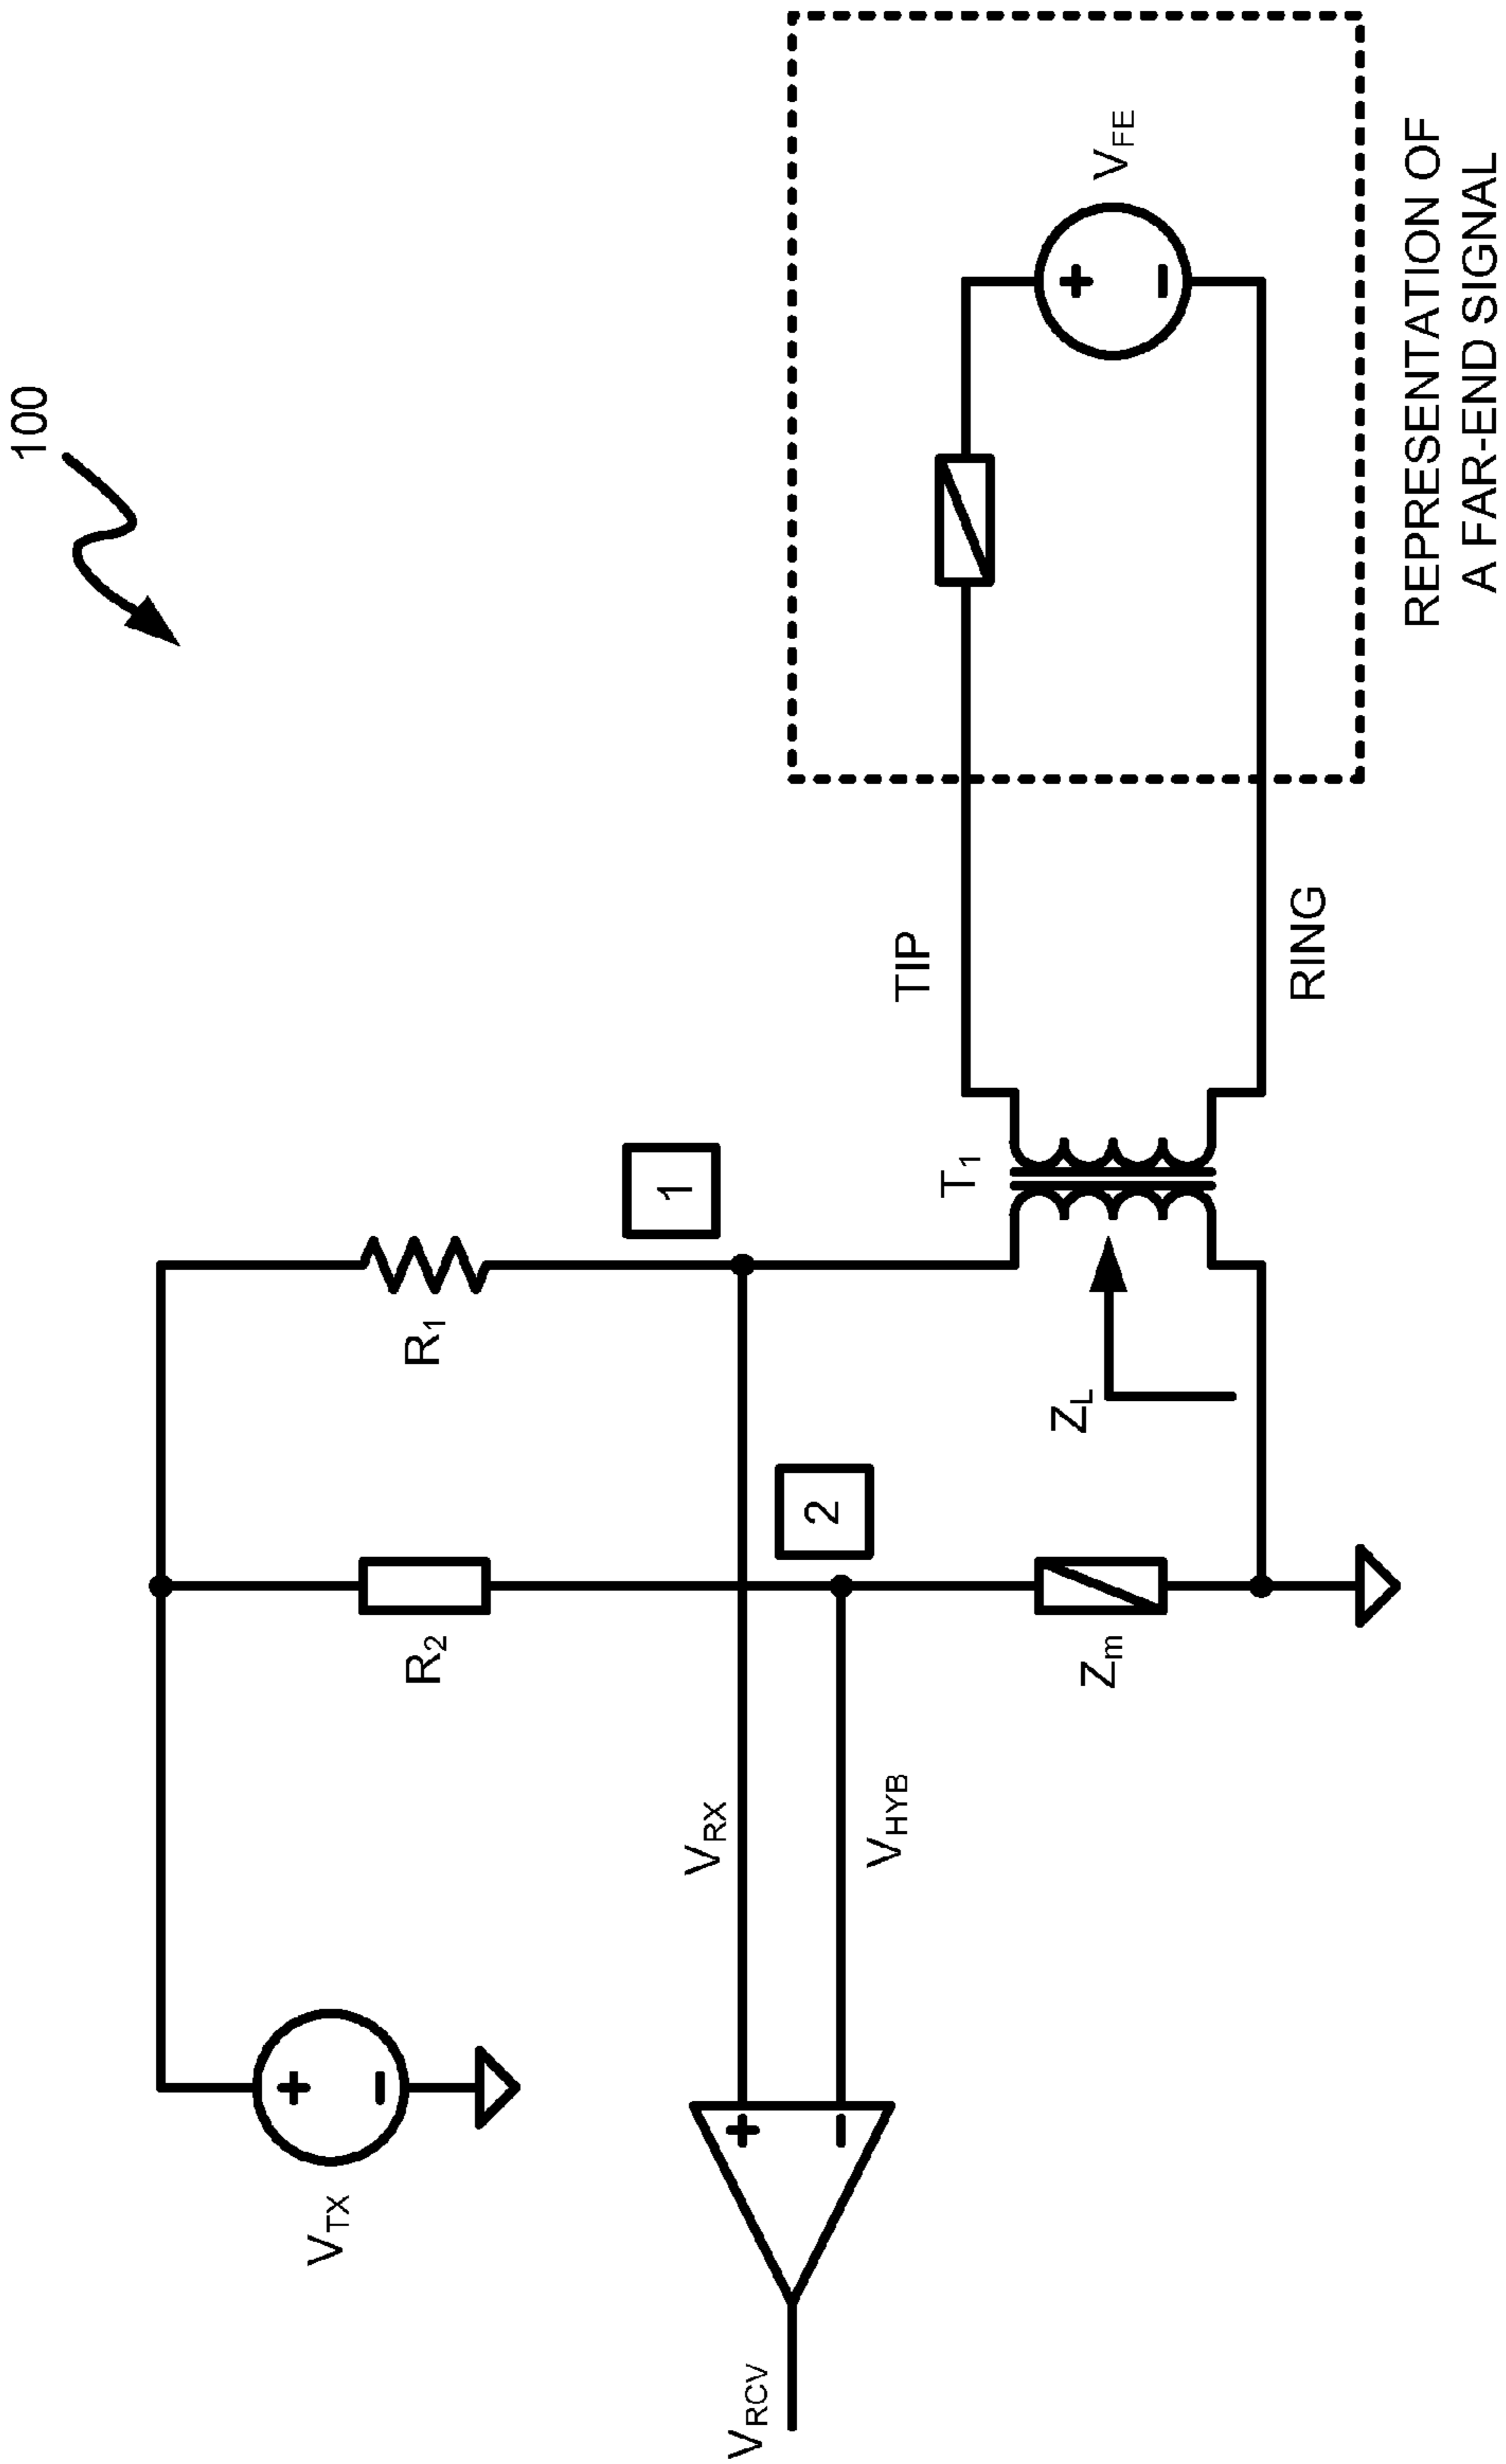 100
V_TX
R_2
R_1
1
V_RX
V_HYB
2
V_RCV
Z_m
Z_L
T_1
TIP
RING
+
-
+
-
+
-
V_FE
REPRESENTATION OF
A FAR-END SIGNAL